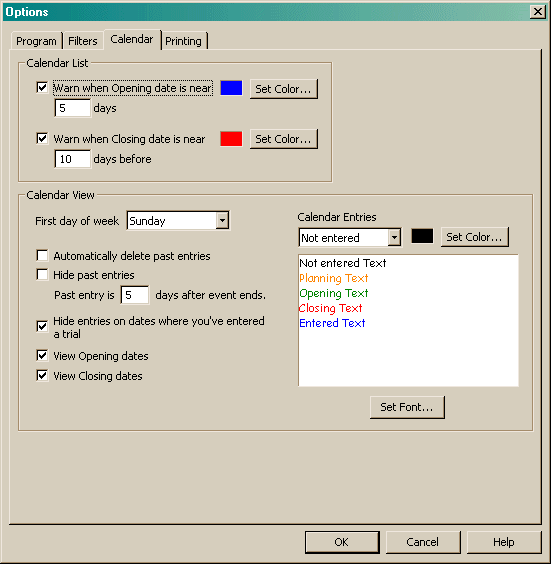 Options
Program Filters Calendar Printing
Calendar List
Warn when Opening date is near Set Color...
5 days
Warn when Closing date is near Set Color...
10 days before
Calendar View
First day of week Sunday
Calendar Entries
Not entered Set Color...
Automatically delete past entries
Hide past entries
Past entry is 5 days after event ends.
Hide entries on dates where you've entered
a trial
View Opening dates
View Closing dates
Not entered Text
Planning Text
Opening Text
Closing Text
Entered Text
Set Font...
OK Cancel Help